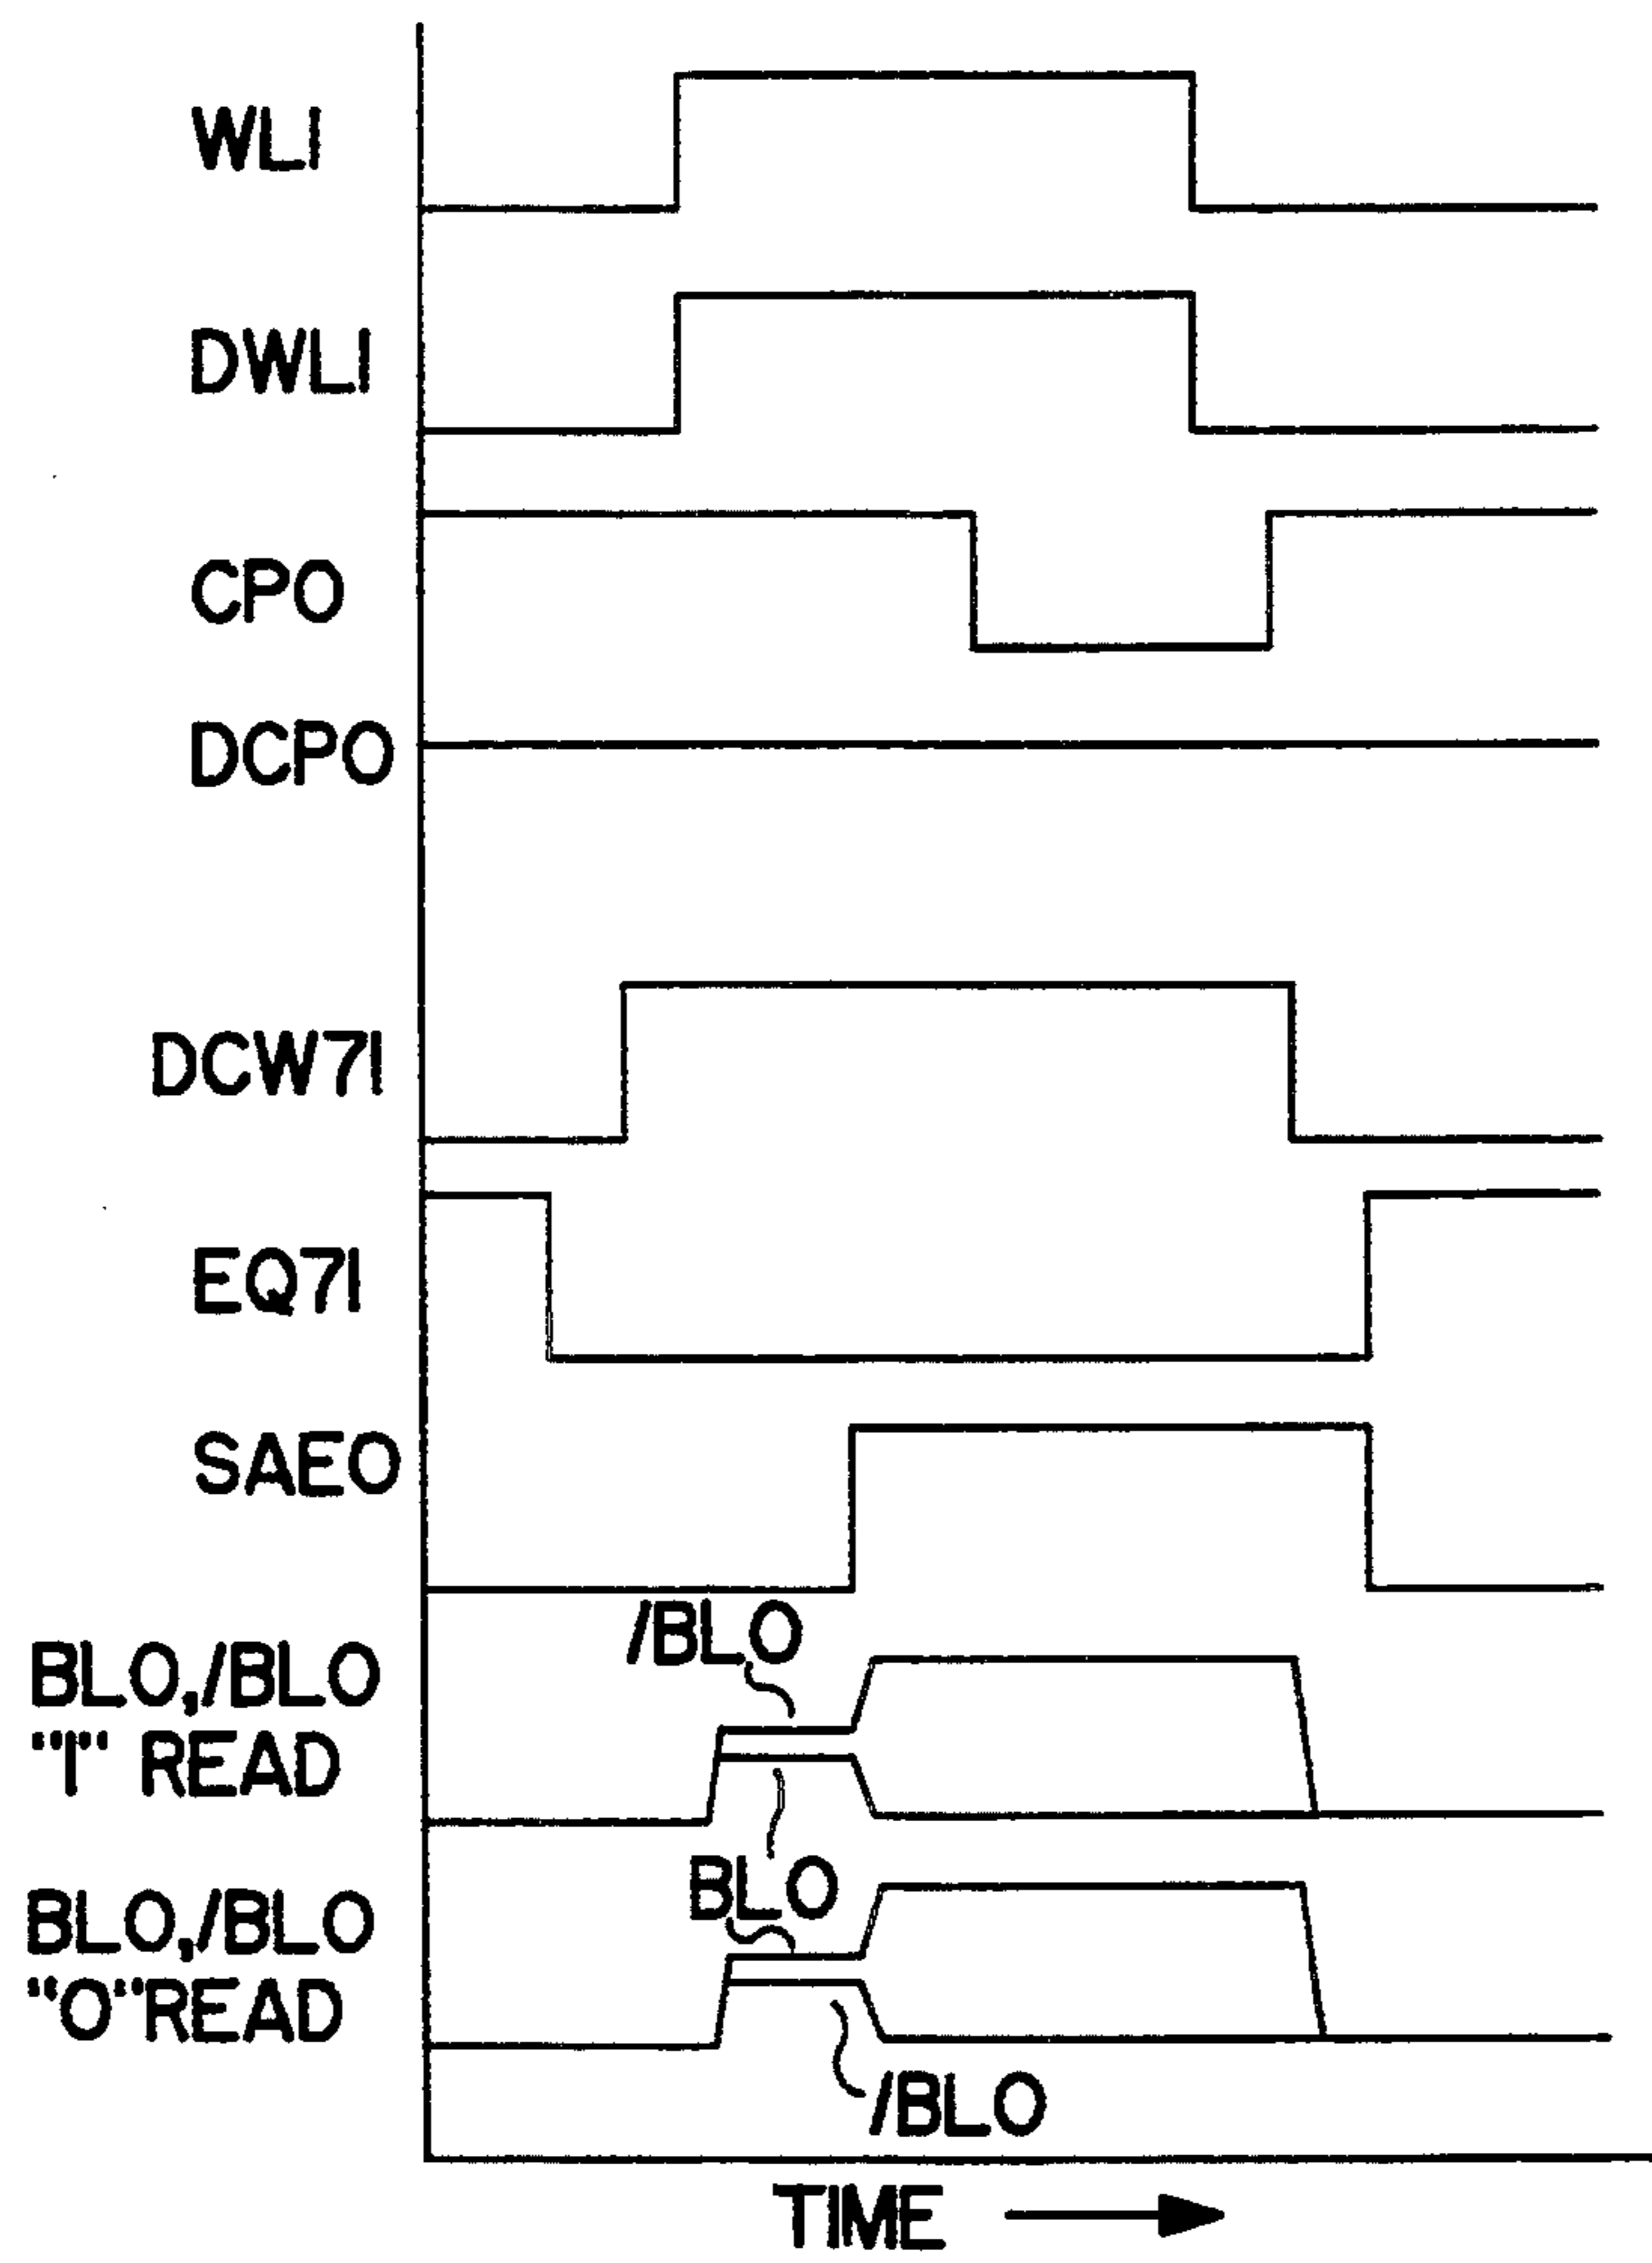 WL1
DWL1
CP0
DCP0
DCW71
EQ71
SAE0
/BL0
BL0,/BL0
"1" READ
BL0
BL0,/BL0
"0" READ
/BL0
TIME